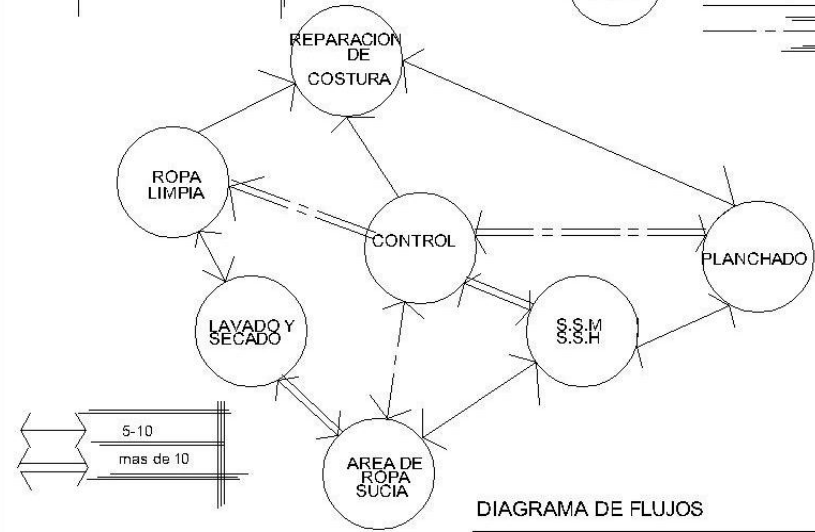 REPARACION
DE
COSTURA
ROPA
LIMPIA
CONTROL
PLANCHADO
LAVADO Y
SECADO
S.S.M
S.S.H
5-10
mas de 10
AREA DE
ROPA
SUCIA
DIAGRAMA DE FLUJOS